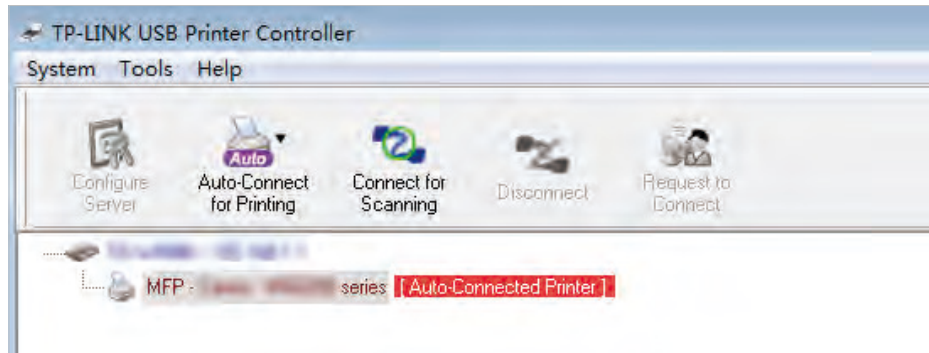 TP-LINK USB Printer Controller
System Tools Help
Auto
Configure Server
Auto-Connect for Printing
Connect for Scanning
Disconnect
Request to Connect
MFP - series [Auto-Connected Printer]